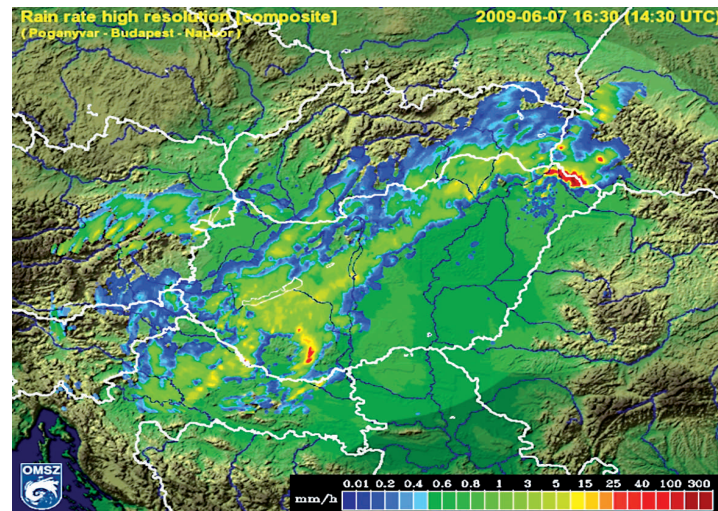 Rain rate high resolution [composite] 2009-06-07 16:30 (14:30 UTC)
( Poganyvar - Budapest - Napkor )
OMSZ
0.01 0.2 0.4 0.6 0.8 1 3 5 15 25 40 100 300
mm/h